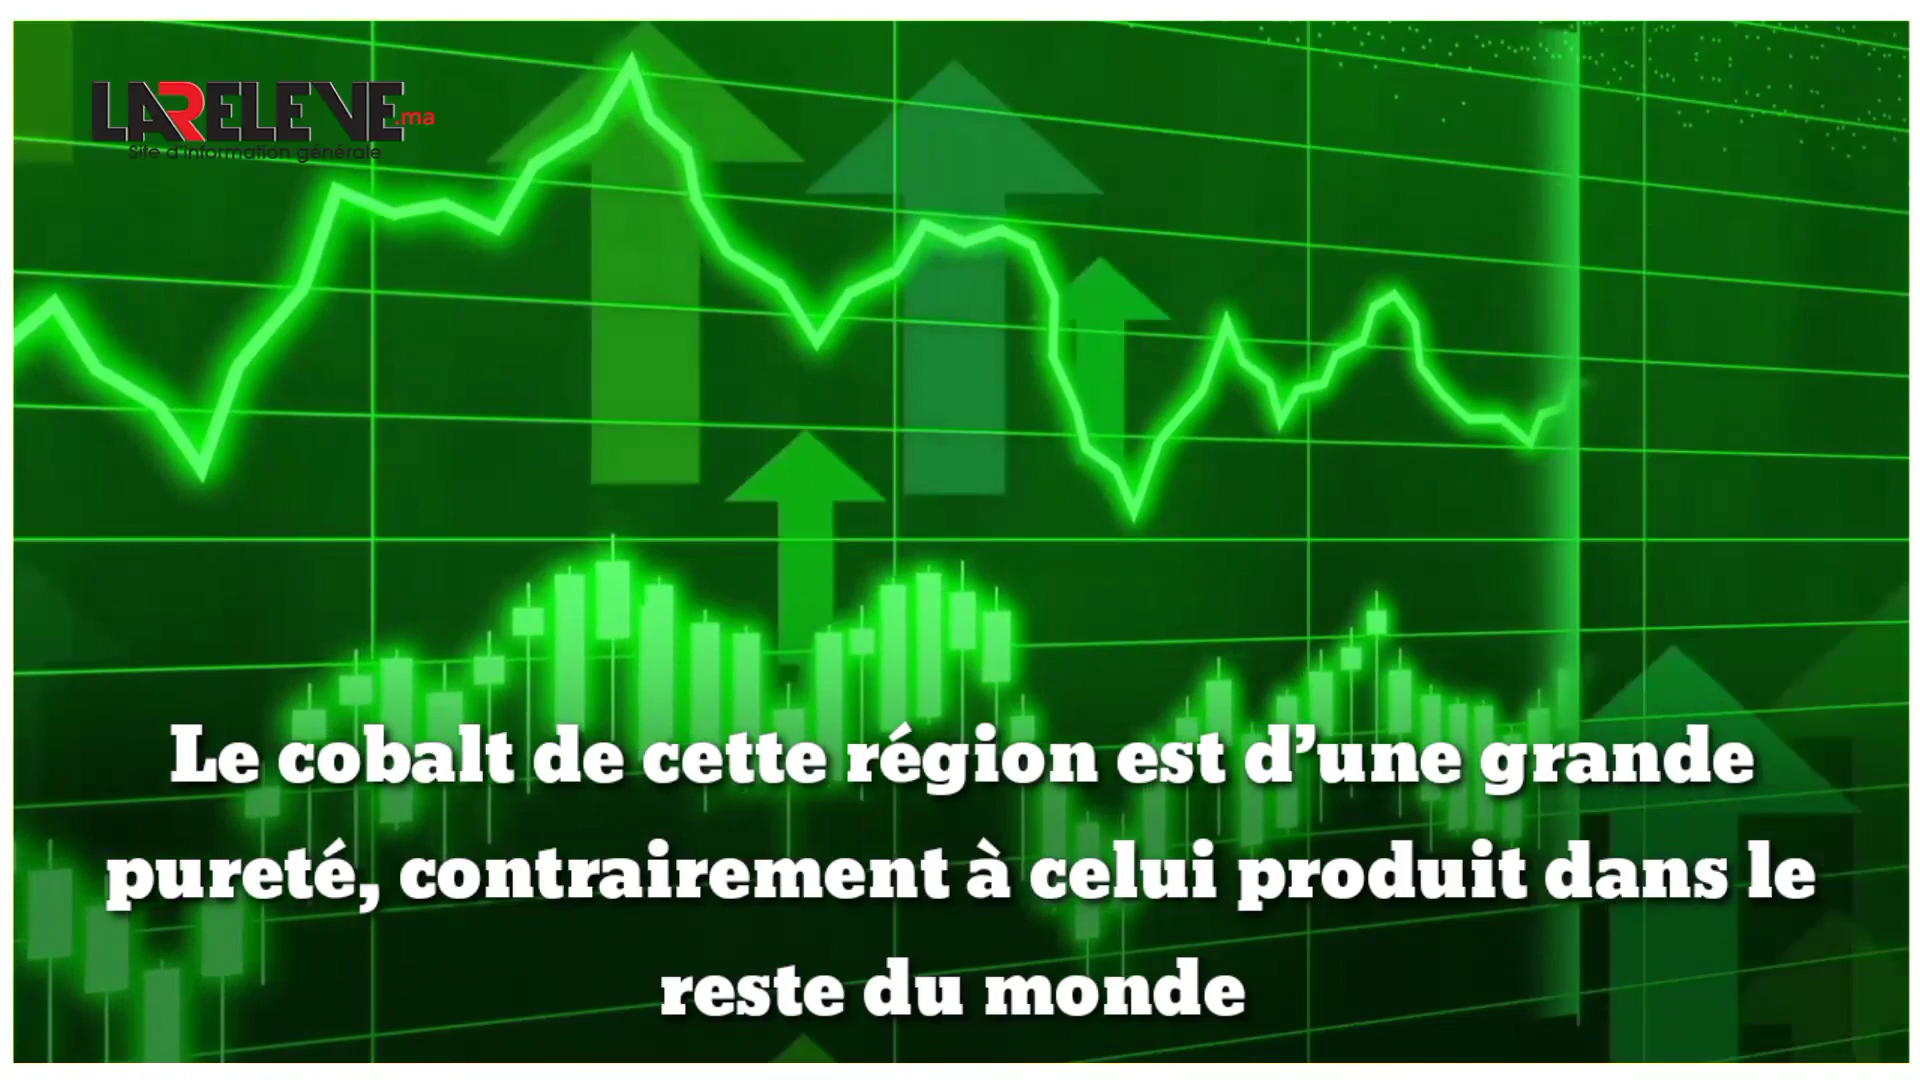 LARELEVE.ma
Site d'information générale
Le cobalt de cette région est d’une grande
pureté, contrairement à celui produit dans le
reste du monde